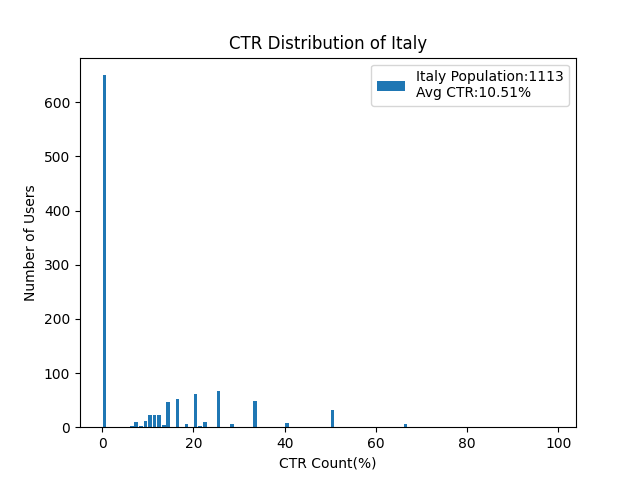 CTR Distribution of Italy
Italy Population:1113
Avg CTR:10.51%
Number of Users
600
500
400
300
200
100
0
0 20 40 60 80 100
CTR Count(%)